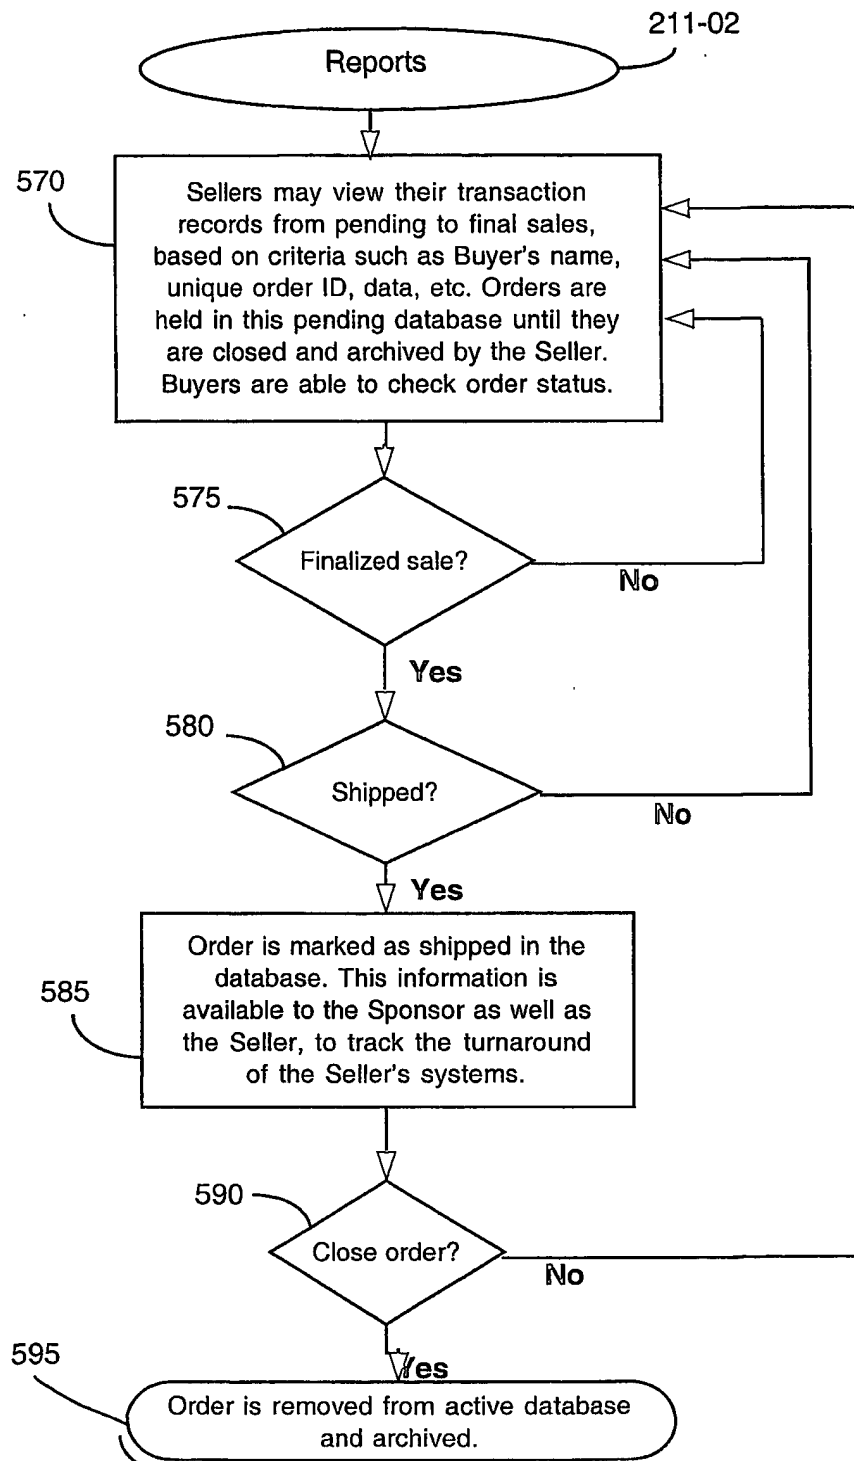 211-02
Reports
570
Sellers may view their transaction
records from pending to final sales,
based on criteria such as Buyer's name,
unique order ID, data, etc. Orders are
held in this pending database until they
are closed and archived by the Seller.
Buyers are able to check order status.
575
Finalized sale?
No
Yes
580
Shipped?
No
Yes
585
Order is marked as shipped in the
database. This information is
available to the Sponsor as well as
the Seller, to track the turnaround
of the Seller's systems.
590
Close order?
No
Yes
595
Order is removed from active database
and archived.